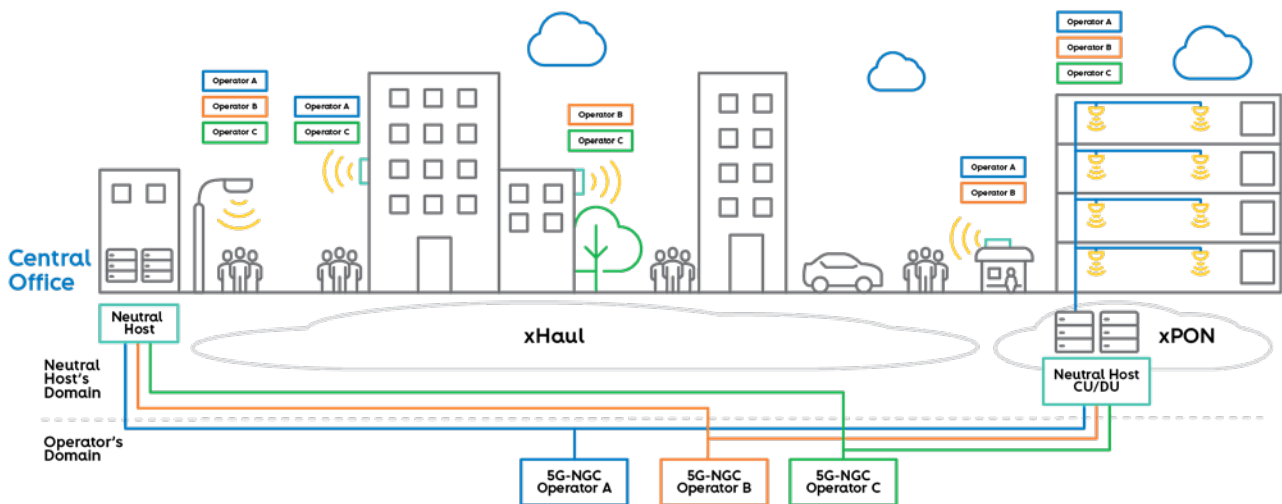 Operator A
Operator B
Operator C
Operator A
Operator C
Operator B
Operator C
Operator A
Operator B
Operator A
Operator B
Operator C
Central
Office
Neutral
Host
xHaul
xPON
Neutral Host
CU/DU
Neutral
Host's
Domain
Operator's
Domain
5G-NGC
Operator A
5G-NGC
Operator B
5G-NGC
Operator C